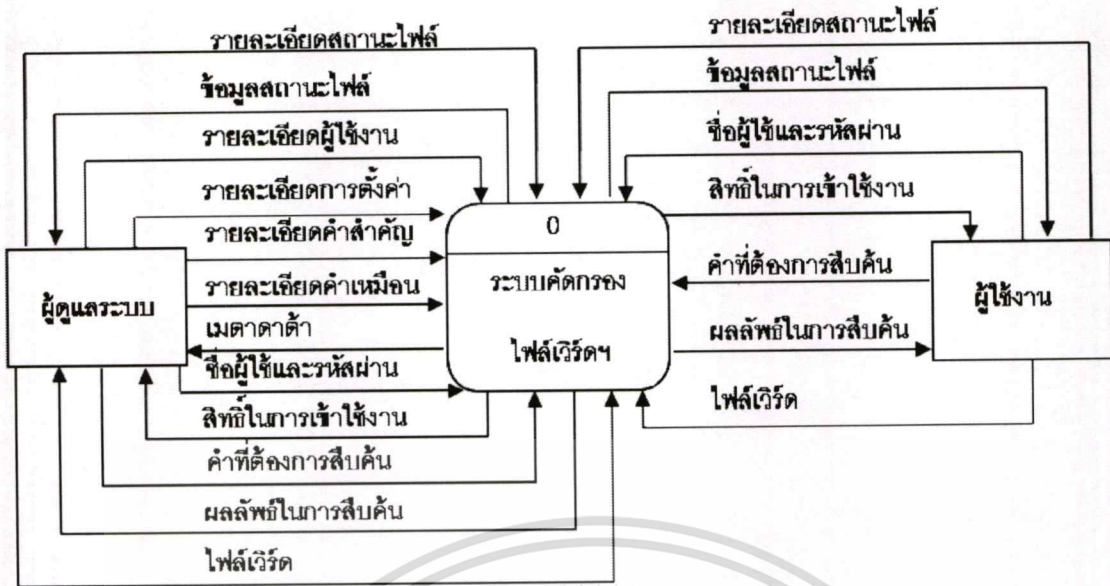 รายละเอียดสถานะไฟล์
ข้อมูลสถานะไฟล์
รายละเอียดผู้ใช้งาน
รายละเอียดการตั้งค่า
รายละเอียดคำสำคัญ
รายละเอียดคำเหมือน
เมตาดาต้า
ชื่อผู้ใช้และรหัสผ่าน
สิทธิ์ในการเข้าใช้งาน
คำที่ต้องการสืบค้น
ผลลัพธ์ในการสืบค้น
ไฟล์เวิร์ด
ผู้ดูแลระบบ
0
ระบบคัดกรอง
ไฟล์เวิร์ดฯ
รายละเอียดสถานะไฟล์
ข้อมูลสถานะไฟล์
ชื่อผู้ใช้และรหัสผ่าน
สิทธิ์ในการเข้าใช้งาน
คำที่ต้องการสืบค้น
ผลลัพธ์ในการสืบค้น
ไฟล์เวิร์ด
ผู้ใช้งาน